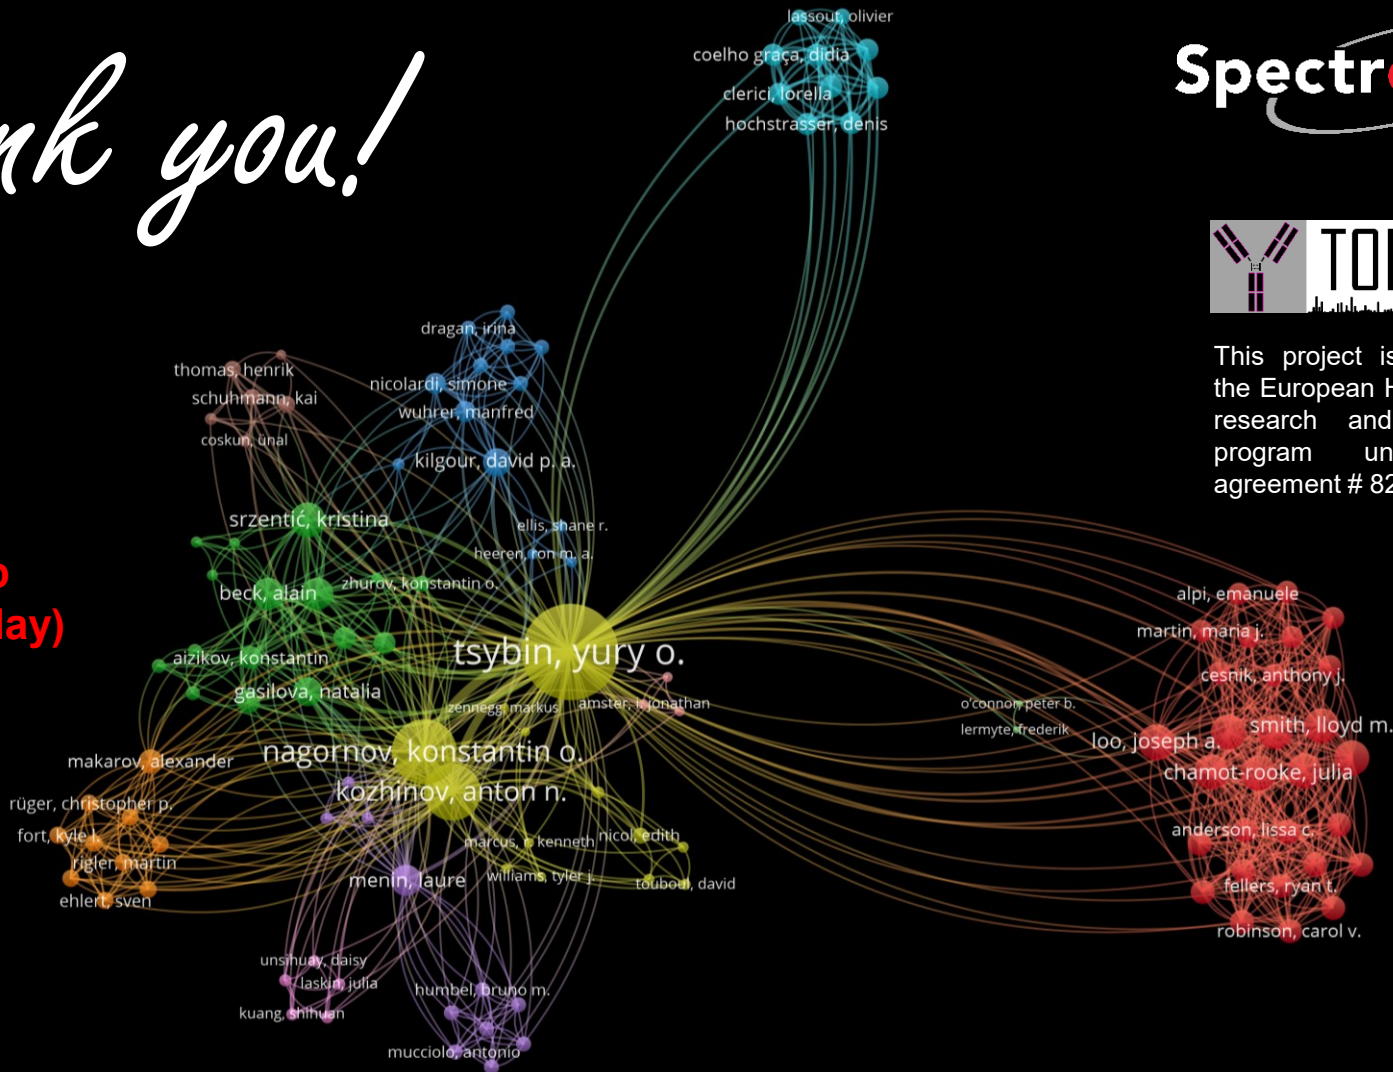 nk you!
Spectr
TO
This project is
the European H
research and
program un
agreement # 82
lay)
lassout, olivier
coelho graça, didia
clerici, lorella
hochstrasser, denis
dragan, irina
thomas, henrik
nicolardi, simone
schuhmann, kai
wuhrer, manfred
coskun, ünal
kilgour, david p. a.
srzentić, kristina
ellis, shane r.
heeren, ron m. a.
zhurov, konstantin o.
beck, alain
alpi, emanuele
martin, maria j.
tsybin, yury o.
aizikov, konstantin
cesnik, anthony j.
gasilova, natalia
zennegg, markus
amster, i. jonathan
o'connor, peter b.
lermyte, frederik
smith, lloyd m.
loo, joseph a.
nagornov, konstantin o.
makarov, alexander
chamot-rooke, julia
kozhinov, anton n.
rüger, christopher p.
fort, kyle l.
marcus, r. kenneth
nicol, edith
anderson, lissa c.
rigler, martin
menin, laure
williams, tyler j.
touboul, david
fellers, ryan t.
ehlert, sven
robinson, carol v.
unsihuay, daisy
laskin, julia
humbel, bruno m.
kuang, shihuan
mucciolo, antonio